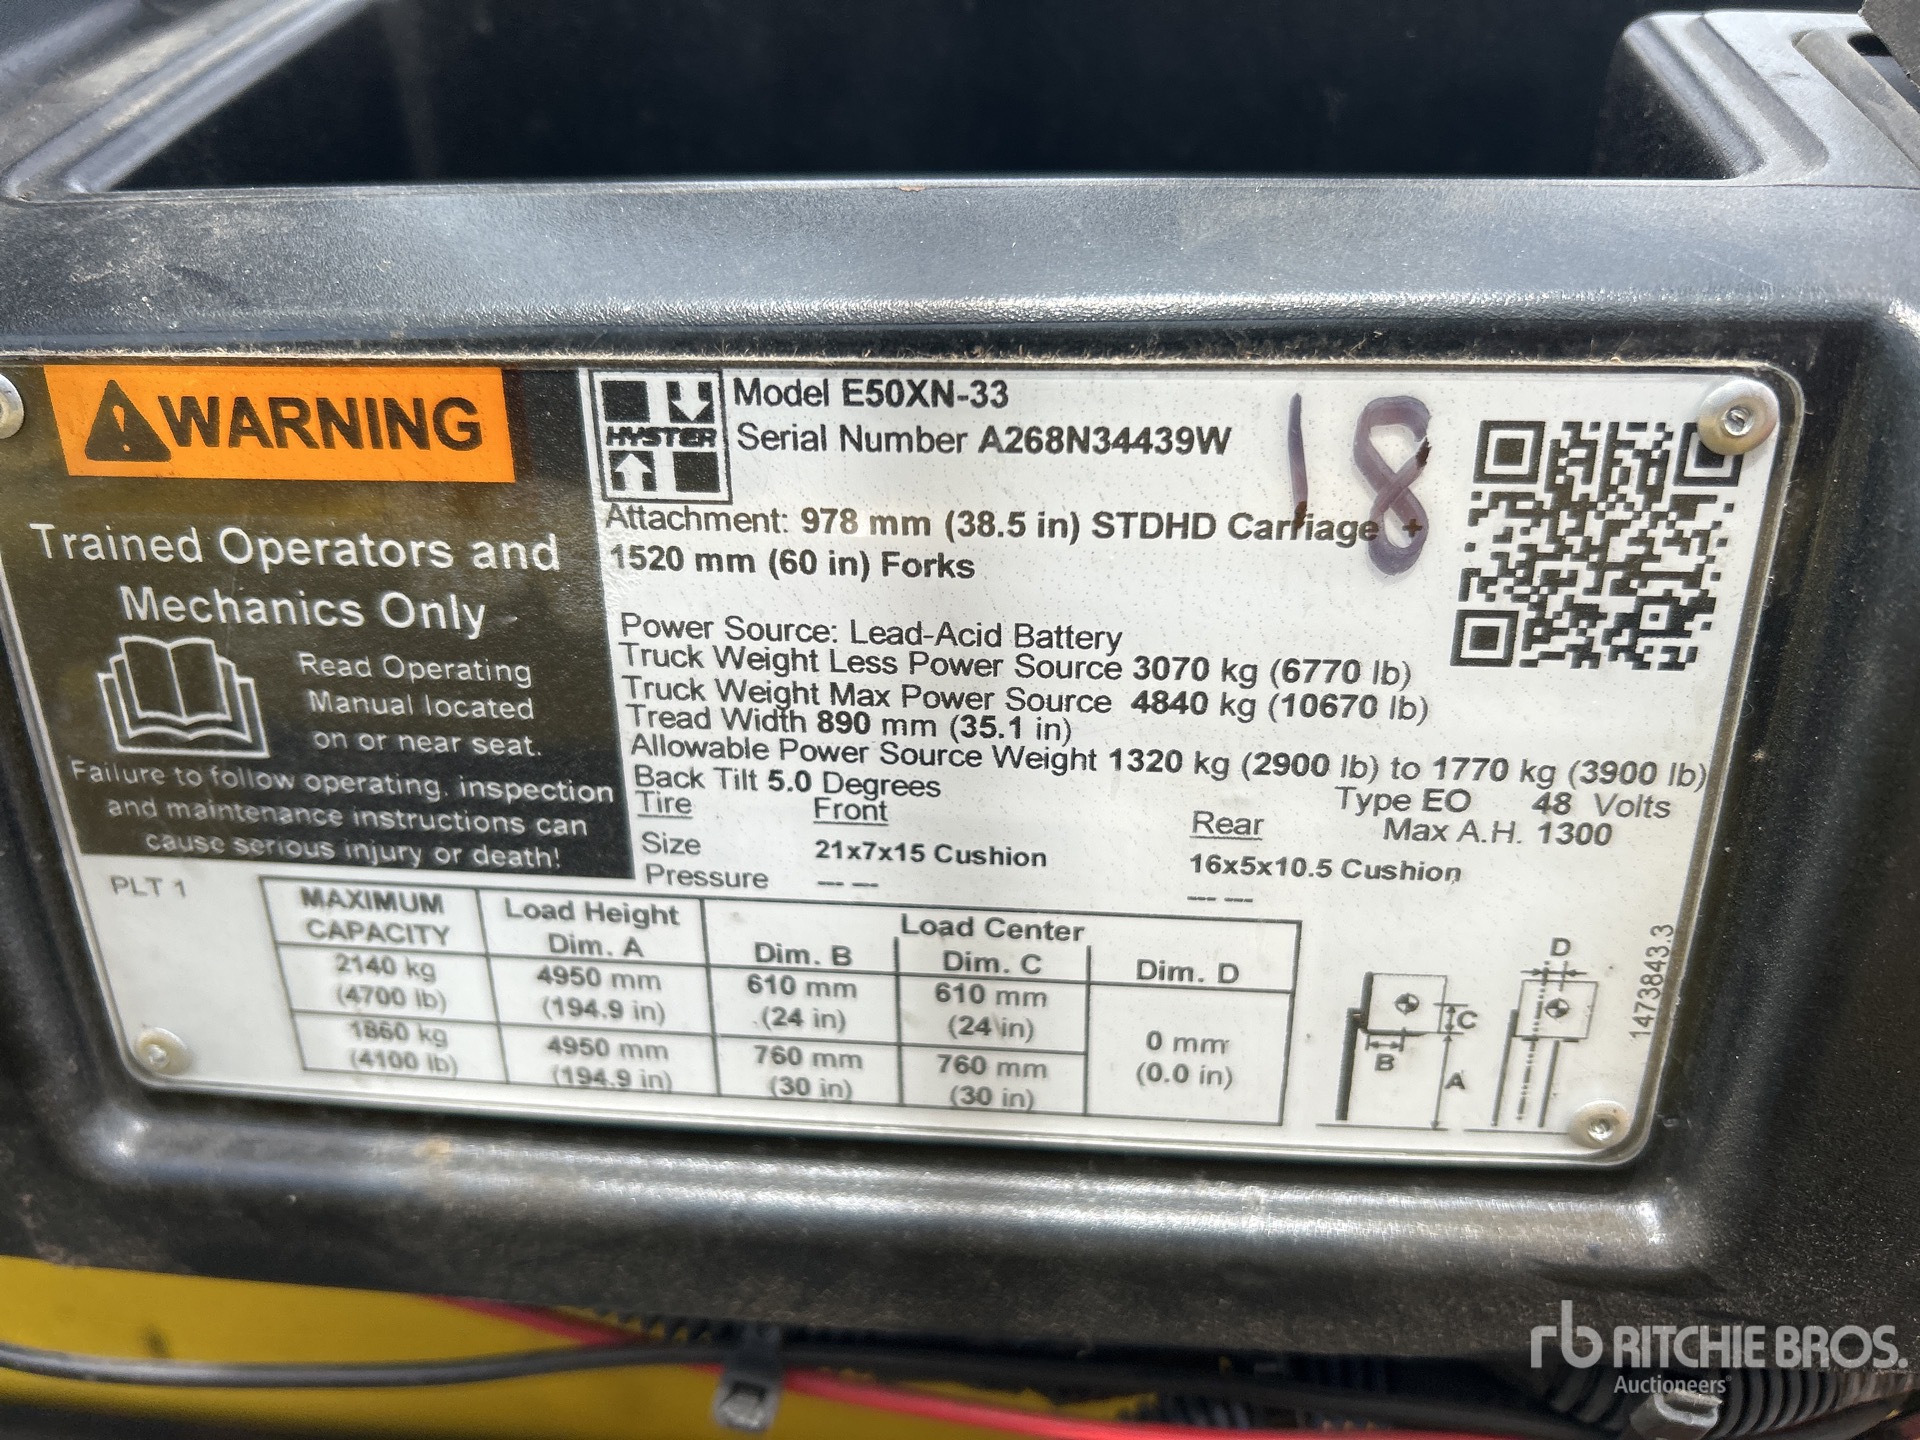 WARNING
Trained Operators and
Mechanics Only
Read Operating
Manual located
on or near seat.
Failure to follow operating, inspection
and maintenance instructions can
cause serious injury or death!
PLT 1
HYSTER
Model E50XN-33
Serial Number A268N34439W
18
Attachment: 978 mm (38.5 in) STDHD Carriage +
1520 mm (60 in) Forks
Power Source: Lead-Acid Battery
Truck Weight Less Power Source 3070 kg (6770 lb)
Truck Weight Max Power Source 4840 kg (10670 lb)
Tread Width 890 mm (35.1 in)
Allowable Power Source Weight 1320 kg (2900 lb) to 1770 kg (3900 lb)
Back Tilt 5.0 Degrees
Type EO 48 Volts
Tire Front Rear
Max A.H. 1300
Size 21x7x15 Cushion 16x5x10.5 Cushion
Pressure --- --- --- ---
MAXIMUM CAPACITY
Load Height Dim. A
Load Center
Dim. B Dim. C Dim. D
2140 kg 4950 mm 610 mm 610 mm
(4700 lb) (194.9 in) (24 in) (24 in)
0 mm
(0.0 in)
1860 kg 4950 mm 760 mm 760 mm
(4100 lb) (194.9 in) (30 in) (30 in)
D
C
B
A
1473843.3
rb RITCHIE BROS.
Auctioneers